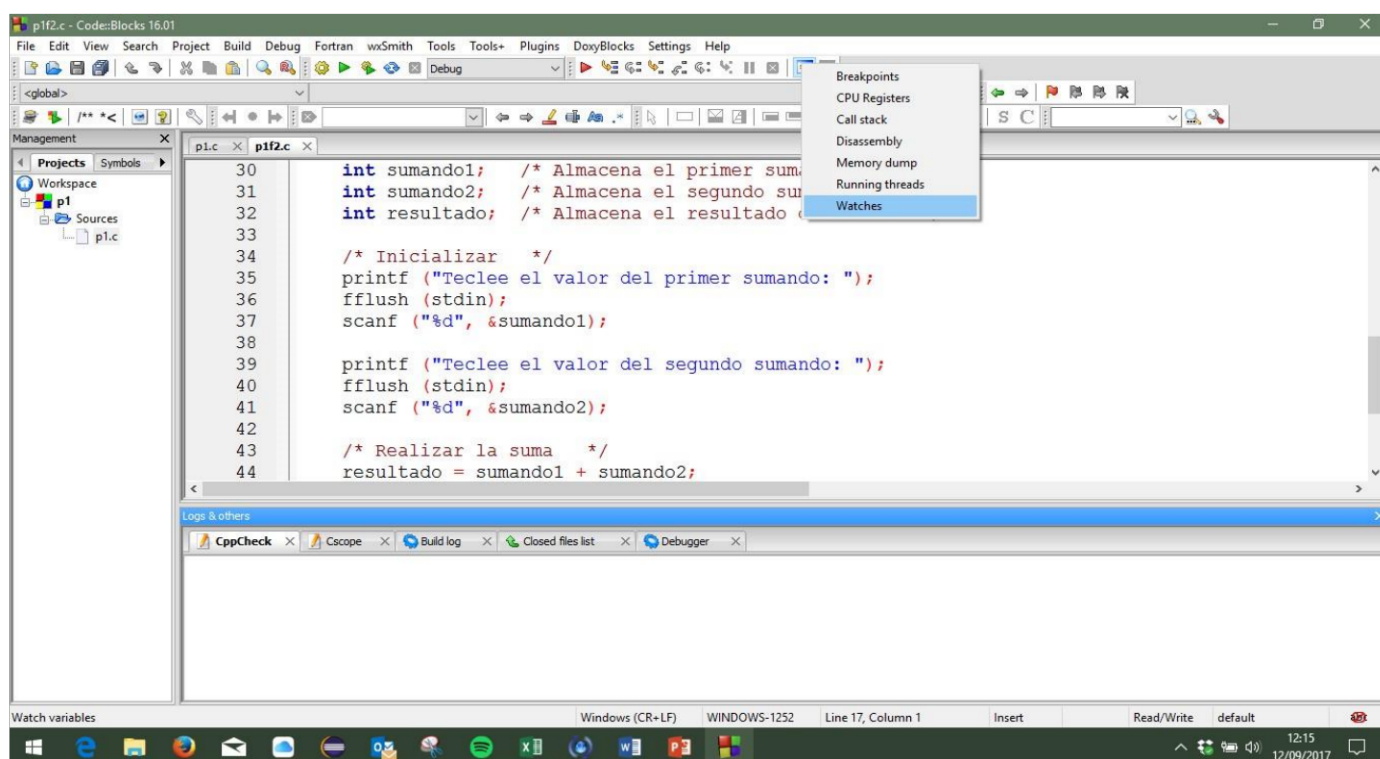 p1f2.c - Code::Blocks 16.01
File Edit View Search Project Build Debug Fortran wxSmith Tools Tools+ Plugins DoxyBlocks Settings Help
Debug
<global>
/** *<
.*
S C
Breakpoints
CPU Registers
Call stack
Disassembly
Memory dump
Running threads
Watches
Management
Projects Symbols
Workspace
p1
Sources
p1.c
p1.c p1f2.c
30 int sumando1; /* Almacena el primer
31 int sumando2; /* Almacena el segundo
32 int resultado; /* Almacena el resultado
33
34 /* Inicializar */
35 printf ("Teclee el valor del primer sumando: ");
36 fflush (stdin);
37 scanf ("%d", &sumando1);
38
39 printf ("Teclee el valor del segundo sumando: ");
40 fflush (stdin);
41 scanf ("%d", &sumando2);
42
43 /* Realizar la suma */
44 resultado = sumando1 + sumando2;
Logs & others
CppCheck Cscope Build log Closed files list Debugger
Watch variables Windows (CR+LF) WINDOWS-1252 Line 17, Column 1 Insert Read/Write default
12:15
12/09/2017